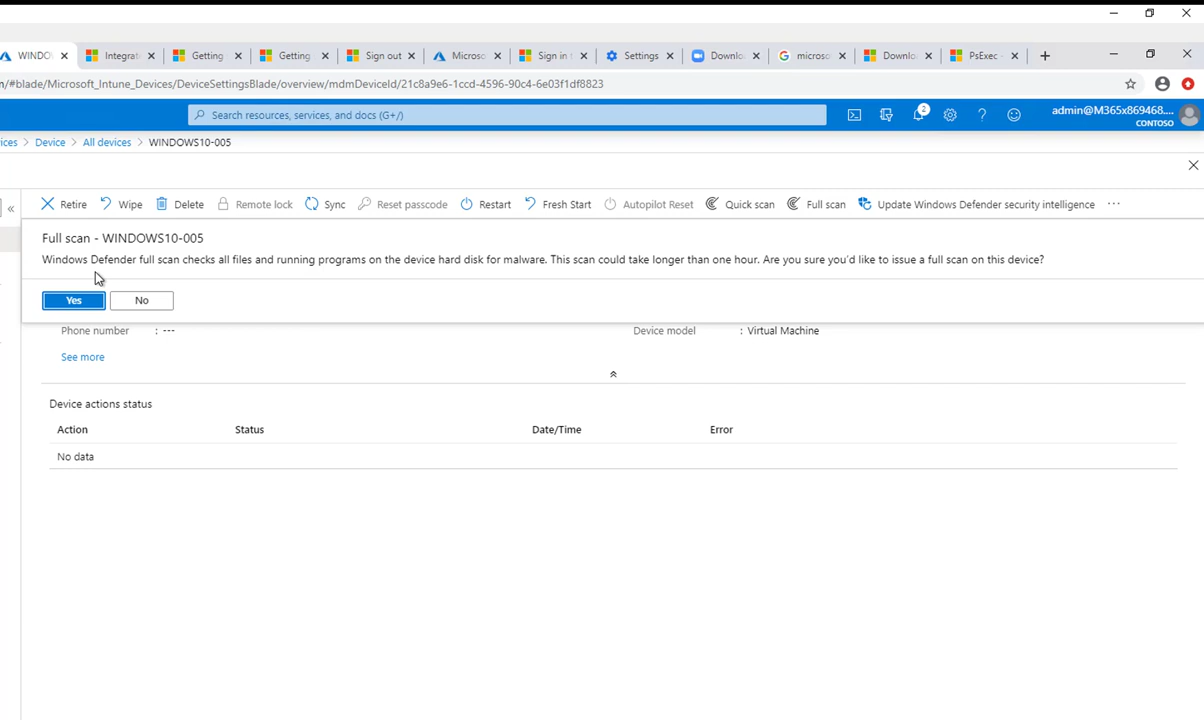 WINDOV
Integrat
Getting
Getting
Sign out
Microso
Sign in t
Settings
Downloa
microso
Downlo
PsExec -
n/#blade/Microsoft_Intune_Devices/DeviceSettingsBlade/overview/mdmDeviceId/21c8a9e6-1ccd-4596-90c4-6e03f1df8823
Search resources, services, and docs (G+/)
2
admin@M365x869468....
CONTOSO
ices > Device > All devices > WINDOWS10-005
Retire
Wipe
Delete
Remote lock
Sync
Reset passcode
Restart
Fresh Start
Autopilot Reset
Quick scan
Full scan
Update Windows Defender security intelligence
Full scan - WINDOWS10-005
Windows Defender full scan checks all files and running programs on the device hard disk for malware. This scan could take longer than one hour. Are you sure you'd like to issue a full scan on this device?
Yes
No
Phone number : ---
Device model : Virtual Machine
See more
Device actions status
Action Status Date/Time Error
No data